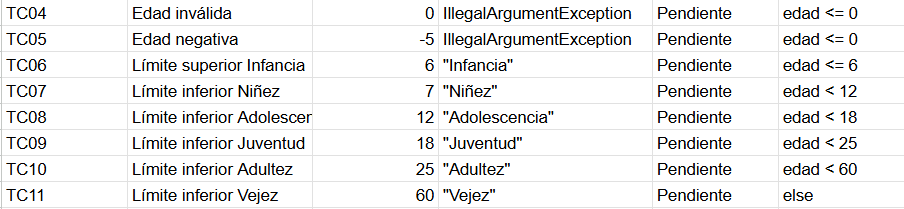 TC04 Edad inválida 0 IllegalArgumentException Pendiente edad <= 0
TC05 Edad negativa -5 IllegalArgumentException Pendiente edad <= 0
TC06 Límite superior Infancia 6 "Infancia" Pendiente edad <= 6
TC07 Límite inferior Niñez 7 "Niñez" Pendiente edad < 12
TC08 Límite inferior Adolescer 12 "Adolescencia" Pendiente edad < 18
TC09 Límite inferior Juventud 18 "Juventud" Pendiente edad < 25
TC10 Límite inferior Adultez 25 "Adultez" Pendiente edad < 60
TC11 Límite inferior Vejez 60 "Vejez" Pendiente else